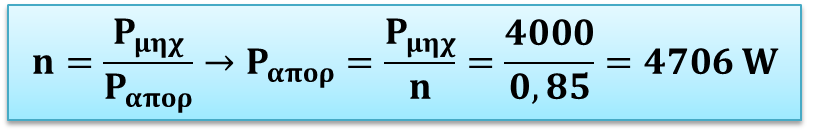 n = P_μηχ / P_απορ → P_απορ = P_μηχ / n = 4000 / 0,85 = 4706 W